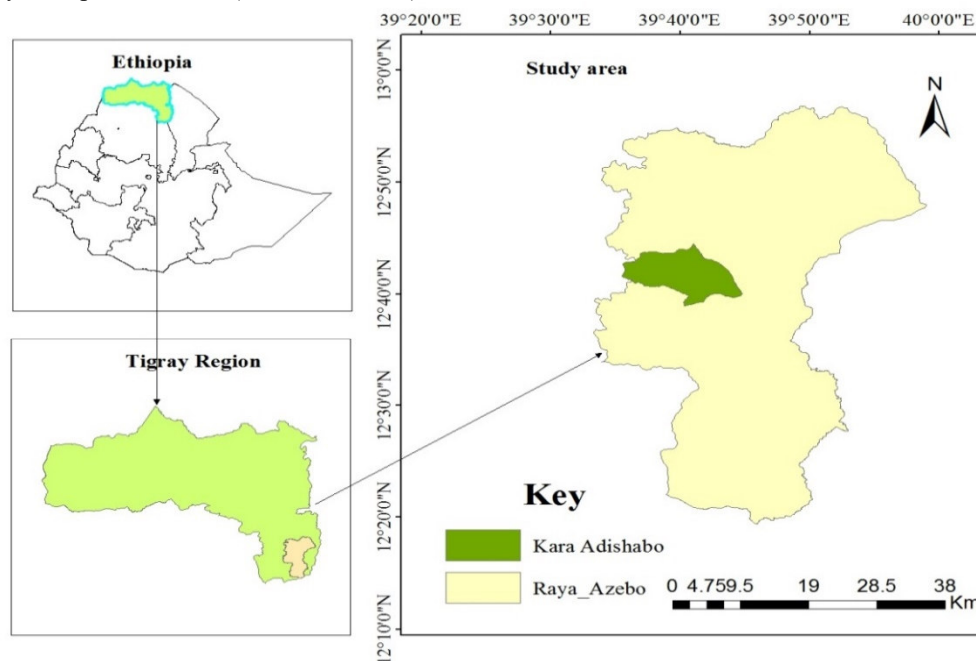 Ethiopia
Tigray Region
39°20'0"E 39°30'0"E 39°40'0"E 39°50'0"E 40°0'0"E
Study area
N
13°0'0"N
12°50'0"N
12°40'0"N
12°30'0"N
12°20'0"N
12°10'0"N
Key
Kara Adishabo
Raya_Azebo
0 4.75 9.5 19 28.5 38
Km